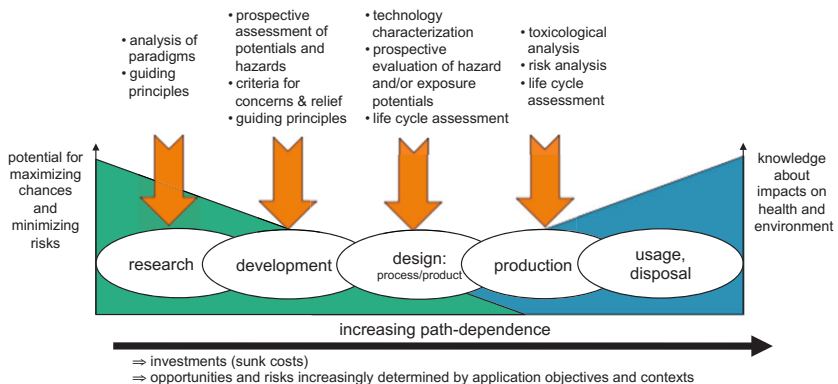 • analysis of
paradigms
• guiding
principles
• prospective
assessment of
potentials and
hazards
• criteria for
concerns & relief
• guiding principles
• technology
characterization
• prospective
evaluation of hazard
and/or exposure
potentials
• life cycle assessment
• toxicological
analysis
• risk analysis
• life cycle
assessment
potential for
maximizing
chances
and
minimizing
risks
knowledge
about
impacts on
health and
environment
research
development
design:
process/product
production
usage,
disposal
increasing path-dependence
⇒ investments (sunk costs)
⇒ opportunities and risks increasingly determined by application objectives and contexts